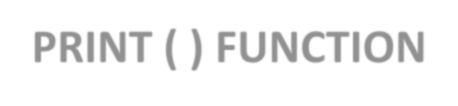 PRINT ( ) FUNCTION